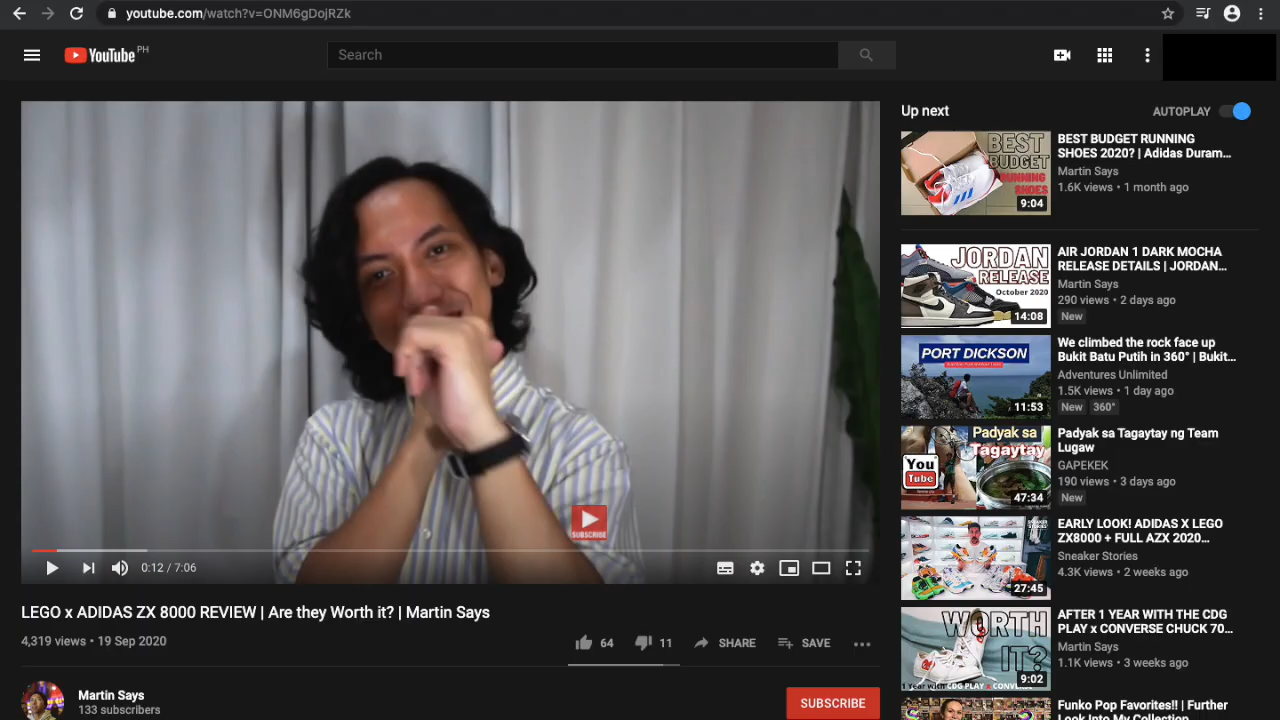 youtube.com/watch?v=ONM6gDojRZk
YouTube PH
Search
SUBSCRIBE
0:12 / 7:06
LEGO x ADIDAS ZX 8000 REVIEW | Are they Worth it? | Martin Says
4,319 views • 19 Sep 2020
64
11
SHARE
SAVE
Martin Says
133 subscribers
SUBSCRIBE
Up next
AUTOPLAY
BEST
BUDGET
RUNNING
SHOES
9:04
BEST BUDGET RUNNING
SHOES 2020? | Adidas Duram...
Martin Says
1.6K views • 1 month ago
JORDAN
RELEASE
October 2020
14:08
AIR JORDAN 1 DARK MOCHA
RELEASE DETAILS | JORDAN...
Martin Says
290 views • 2 days ago
New
PORT DICKSON
11:53
We climbed the rock face up
Bukit Batu Putih in 360° | Bukit...
Adventures Unlimited
1.5K views • 1 day ago
New 360°
Padyak sa
Tagaytay
You
Tube
47:34
Padyak sa Tagaytay ng Team
Lugaw
GAPEKEK
190 views • 3 days ago
New
SNEAKER
STORIES
27:45
EARLY LOOK! ADIDAS X LEGO
ZX8000 + FULL AZX 2020...
Sneaker Stories
4.3K views • 2 weeks ago
WORTH
IT?
1 Year with CDG PLAY X CONVERSE
9:02
AFTER 1 YEAR WITH THE CDG
PLAY x CONVERSE CHUCK 70...
Martin Says
1.1K views • 3 weeks ago
Funko Pop Favorites!! | Further
Look Into My Collection